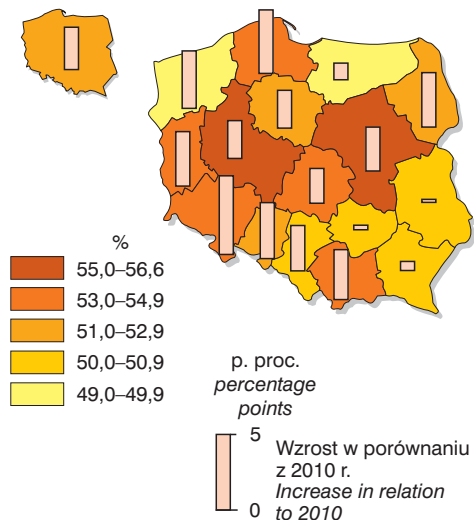 %
55,0–56,6
53,0–54,9
51,0–52,9
50,0–50,9
49,0–49,9
p. proc.
percentage
points
5
0
Wzrost w porównaniu
z 2010 r.
Increase in relation
to 2010